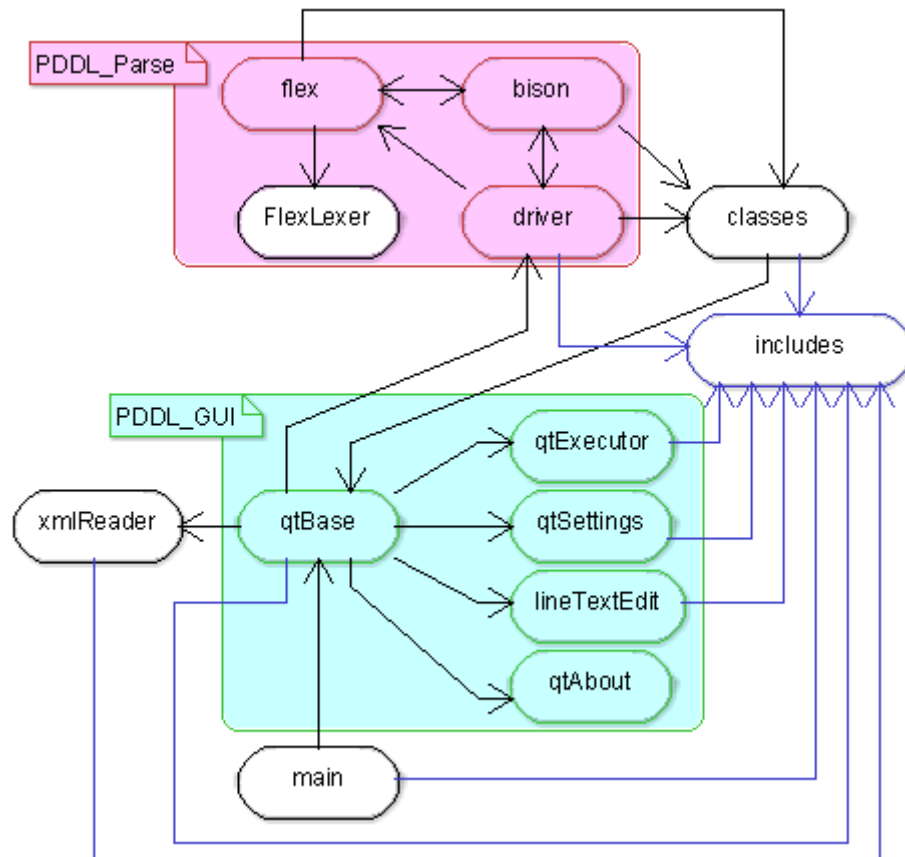 PDDL_Parse
flex
bison
FlexLexer
driver
classes
includes
PDDL_GUI
qtExecutor
xmlReader
qtBase
qtSettings
lineTextEdit
qtAbout
main